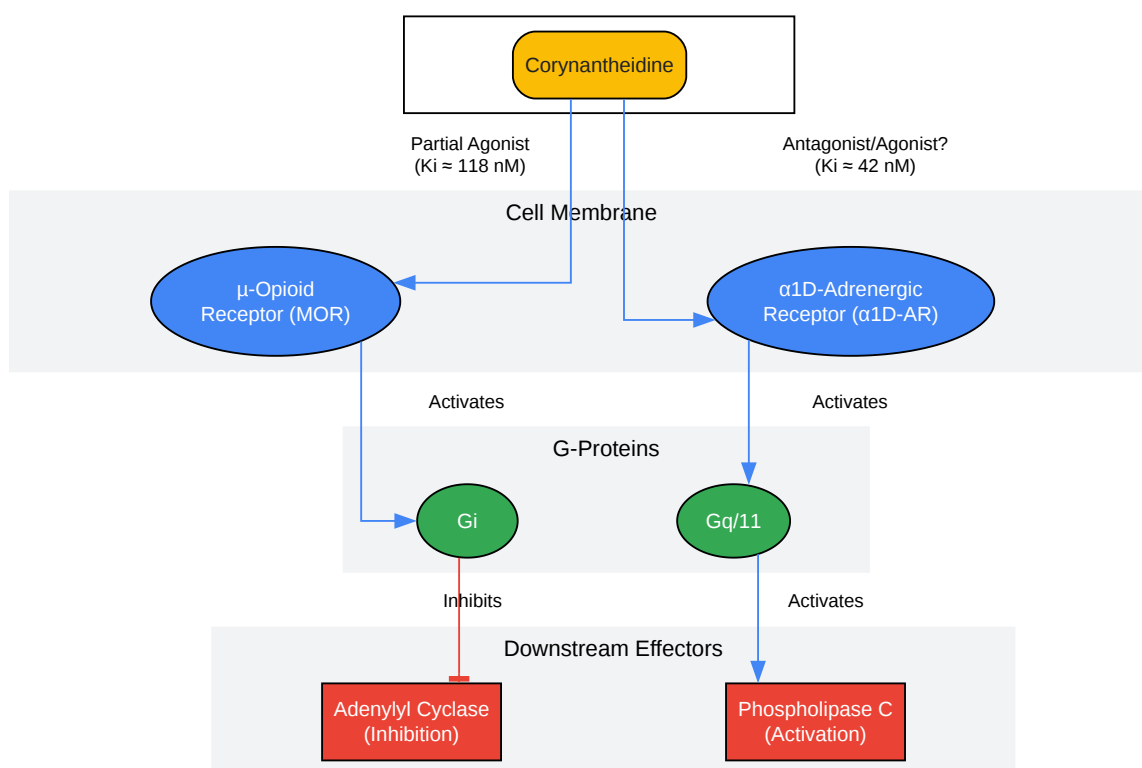 Corynantheidine
Partial Agonist
(Ki ≈ 118 nM)
Antagonist/Agonist?
(Ki ≈ 42 nM)
Cell Membrane
µ-Opioid
Receptor (MOR)
α1D-Adrenergic
Receptor (α1D-AR)
Activates
Activates
G-Proteins
Gi
Gq/11
Inhibits
Activates
Downstream Effectors
Adenylyl Cyclase
(Inhibition)
Phospholipase C
(Activation)